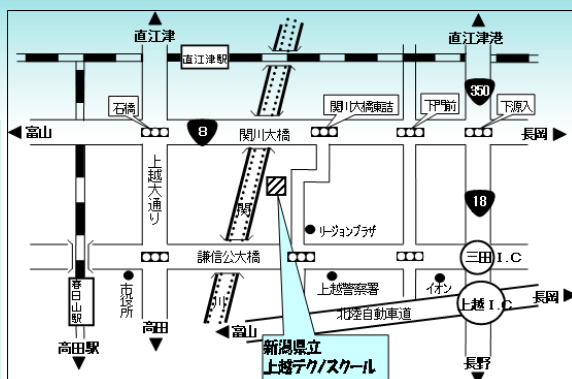 直江津
直江津港
直江津駅
350
石橋
関川大橋東詰
下門前
下源入
富山
8
関川大橋
長岡
上越大通り
18
関
リージョンプラザ
謙信公大橋
三田I.C
春日山駅
市役所
川
上越警察署
イオン
上越I.C
長岡
北陸自動車道
高田
富山
高田駅
新潟県立
上越テクノスクール
長野